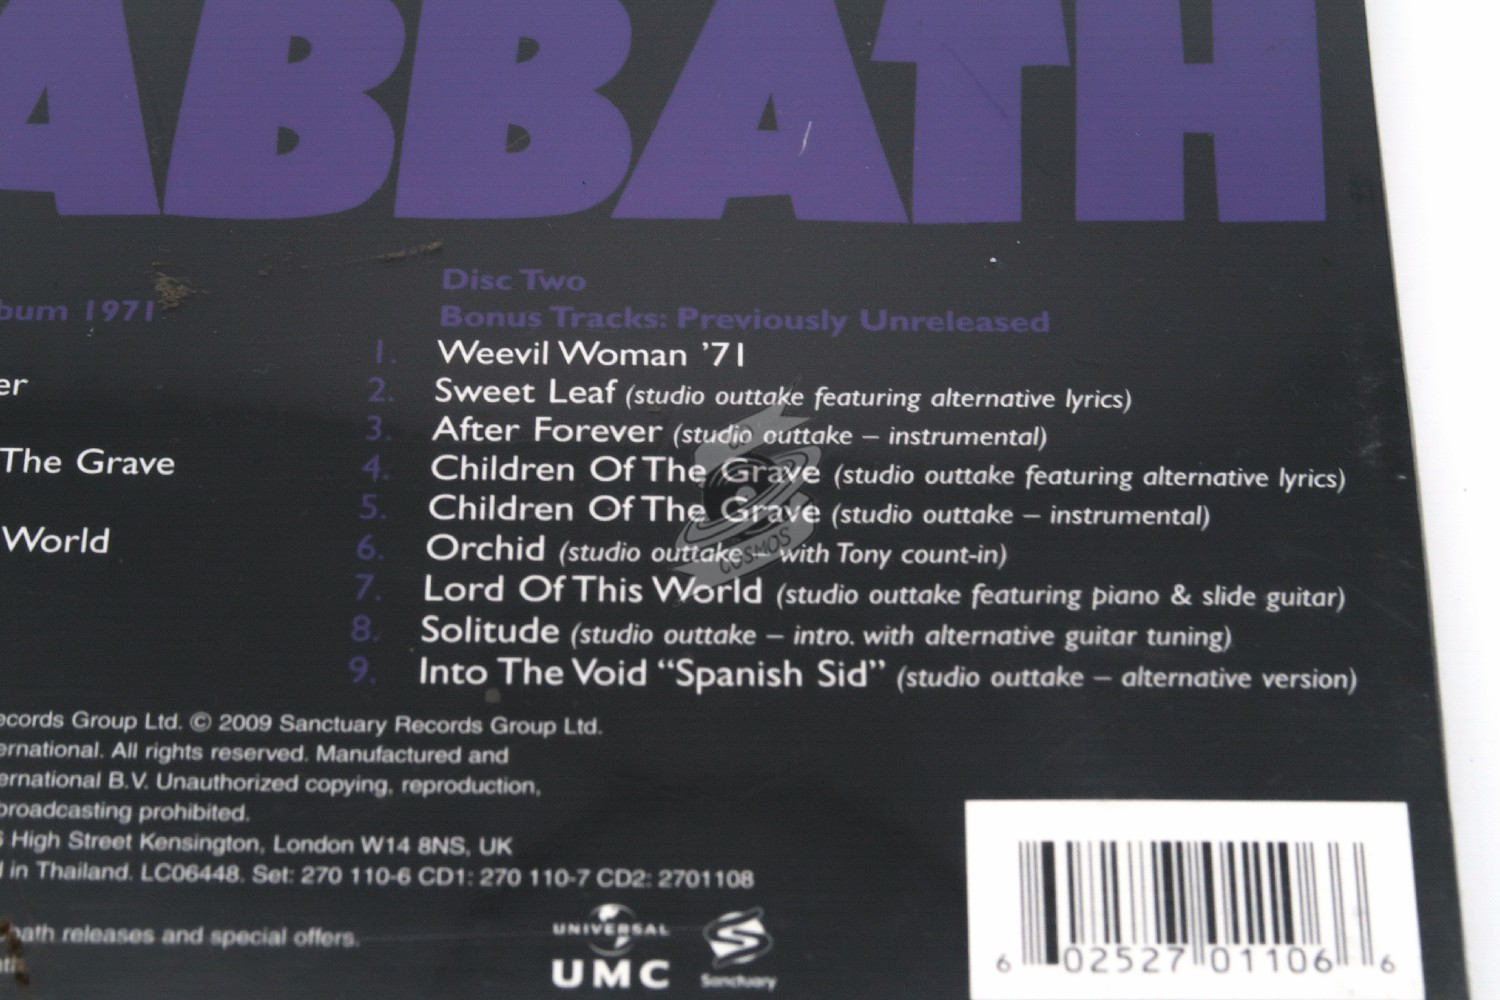 ABBATH
Album 1971
er
The Grave
World
Disc Two
Bonus Tracks: Previously Unreleased
1. Weevil Woman ’71
2. Sweet Leaf (studio outtake featuring alternative lyrics)
3. After Forever (studio outtake – instrumental)
4. Children Of The Grave (studio outtake featuring alternative lyrics)
5. Children Of The Grave (studio outtake – instrumental)
6. Orchid (studio outtake – with Tony count-in)
7. Lord Of This World (studio outtake featuring piano & slide guitar)
8. Solitude (studio outtake – intro. with alternative guitar tuning)
9. Into The Void “Spanish Sid” (studio outtake – alternative version)
ecords Group Ltd. © 2009 Sanctuary Records Group Ltd.
ernational. All rights reserved. Manufactured and
ernational B.V. Unauthorized copying, reproduction,
broadcasting prohibited.
High Street Kensington, London W14 8NS, UK
in Thailand. LC06448. Set: 270 110-6 CD1: 270 110-7 CD2: 2701108
bath releases and special offers.
UNIVERSAL
UMC
Sanctuary
6 02527 01106 6
CD
COSMOS